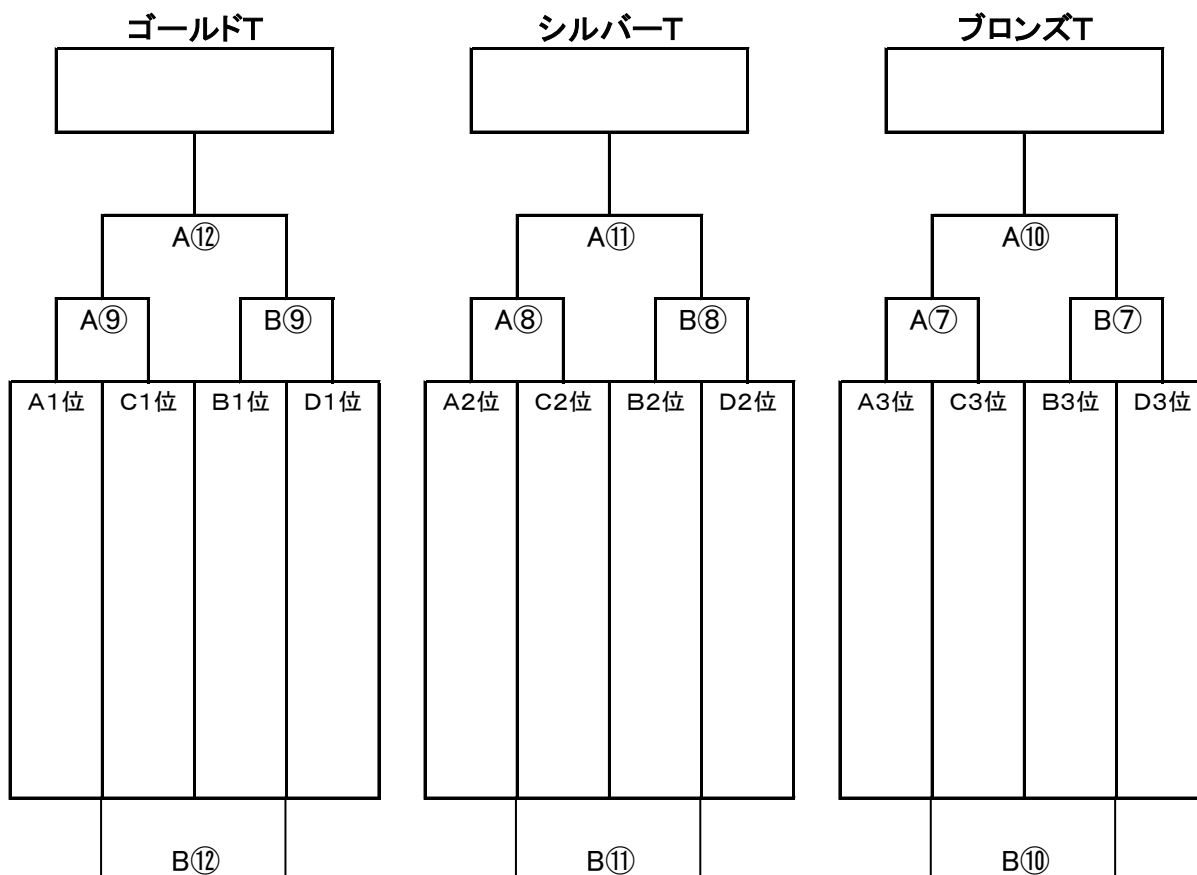 ゴールドT シルバーT ブロンズT
A⑫ A⑪ A⑩
A⑨ B⑨ A⑧ B⑧ A⑦ B⑦
A1位 C1位 B1位 D1位 A2位 C2位 B2位 D2位 A3位 C3位 B3位 D3位
B⑫ B⑪ B⑩